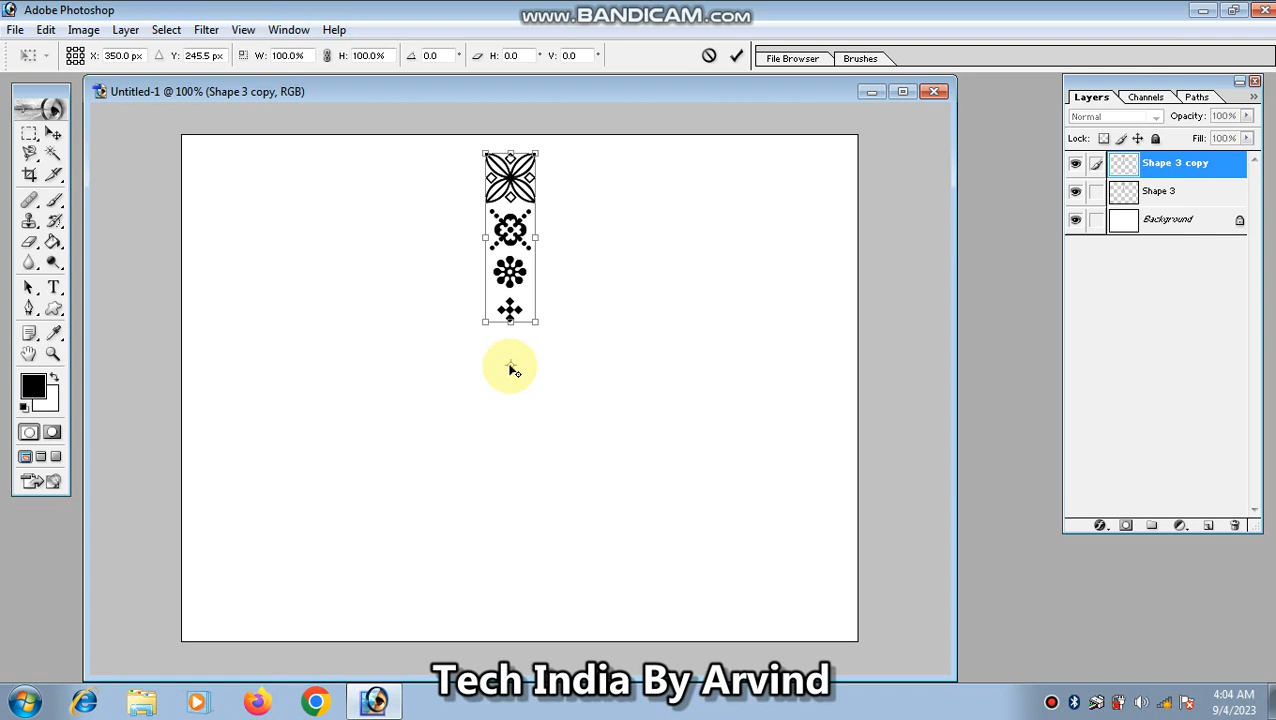 Adobe Photoshop
www.BANDICAM.com
File Edit Image Layer Select Filter View Window Help
X: 350.0 px Y: 245.5 px W: 100.0% H: 100.0% 0.0 ° H: 0.0 ° V: 0.0 °
File Browser Brushes
Untitled-1 @ 100% (Shape 3 copy, RGB)
Layers Channels Paths
Normal Opacity: 100%
Lock: Fill: 100%
Shape 3 copy
Shape 3
Background
Tech India By Arvind
4:04 AM
9/4/2023